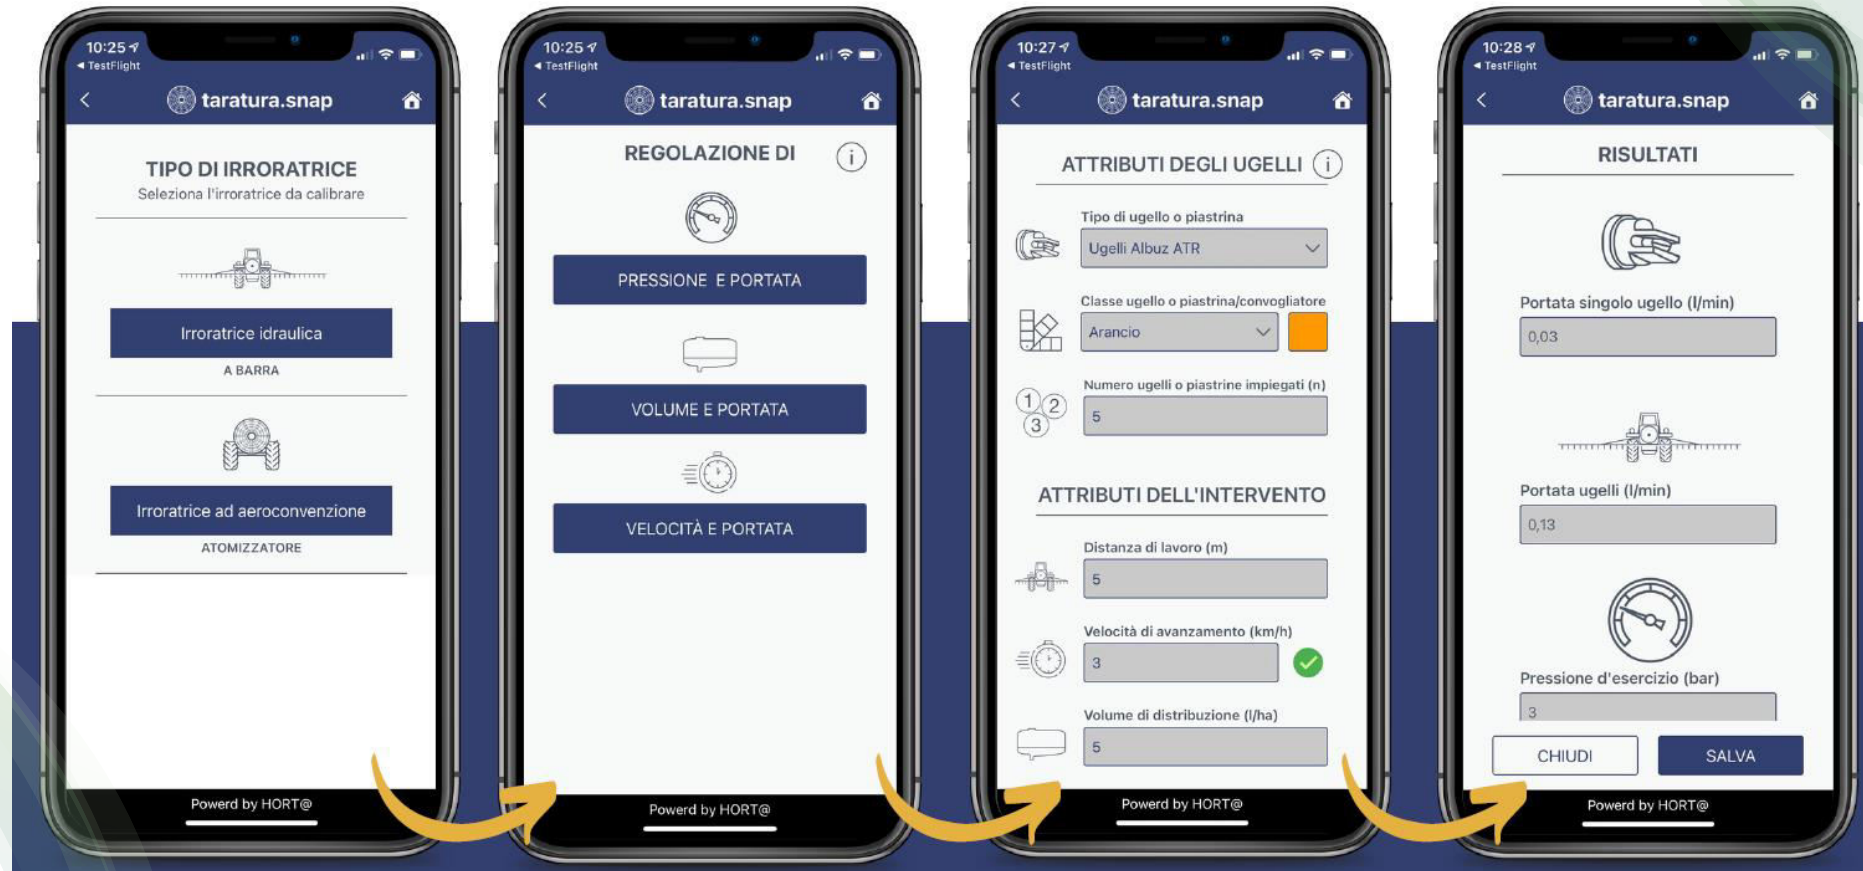 10:25
TestFlight
taratura.snap
TIPO DI IRRORATRICE
Seleziona l'irroratrice da calibrare
Irroratrice idraulica
A BARRA
Irroratrice ad aeroconvenzione
ATOMIZZATORE
Powerd by HORT@
10:25
TestFlight
taratura.snap
REGOLAZIONE DI
i
PRESSIONE E PORTATA
VOLUME E PORTATA
VELOCITÀ E PORTATA
Powerd by HORT@
10:27
TestFlight
taratura.snap
ATTRIBUTI DEGLI UGELLI i
Tipo di ugello o piastrina
Ugelli Albuz ATR
Classe ugello o piastrina/convogliatore
Arancio
Numero ugelli o piastrine impiegati (n)
1 2
3
5
ATTRIBUTI DELL'INTERVENTO
Distanza di lavoro (m)
5
Velocità di avanzamento (km/h)
3
Volume di distribuzione (l/ha)
5
Powerd by HORT@
10:28
TestFlight
taratura.snap
RISULTATI
Portata singolo ugello (l/min)
0,03
Portata ugelli (l/min)
0,13
Pressione d'esercizio (bar)
3
CHIUDI SALVA
Powerd by HORT@